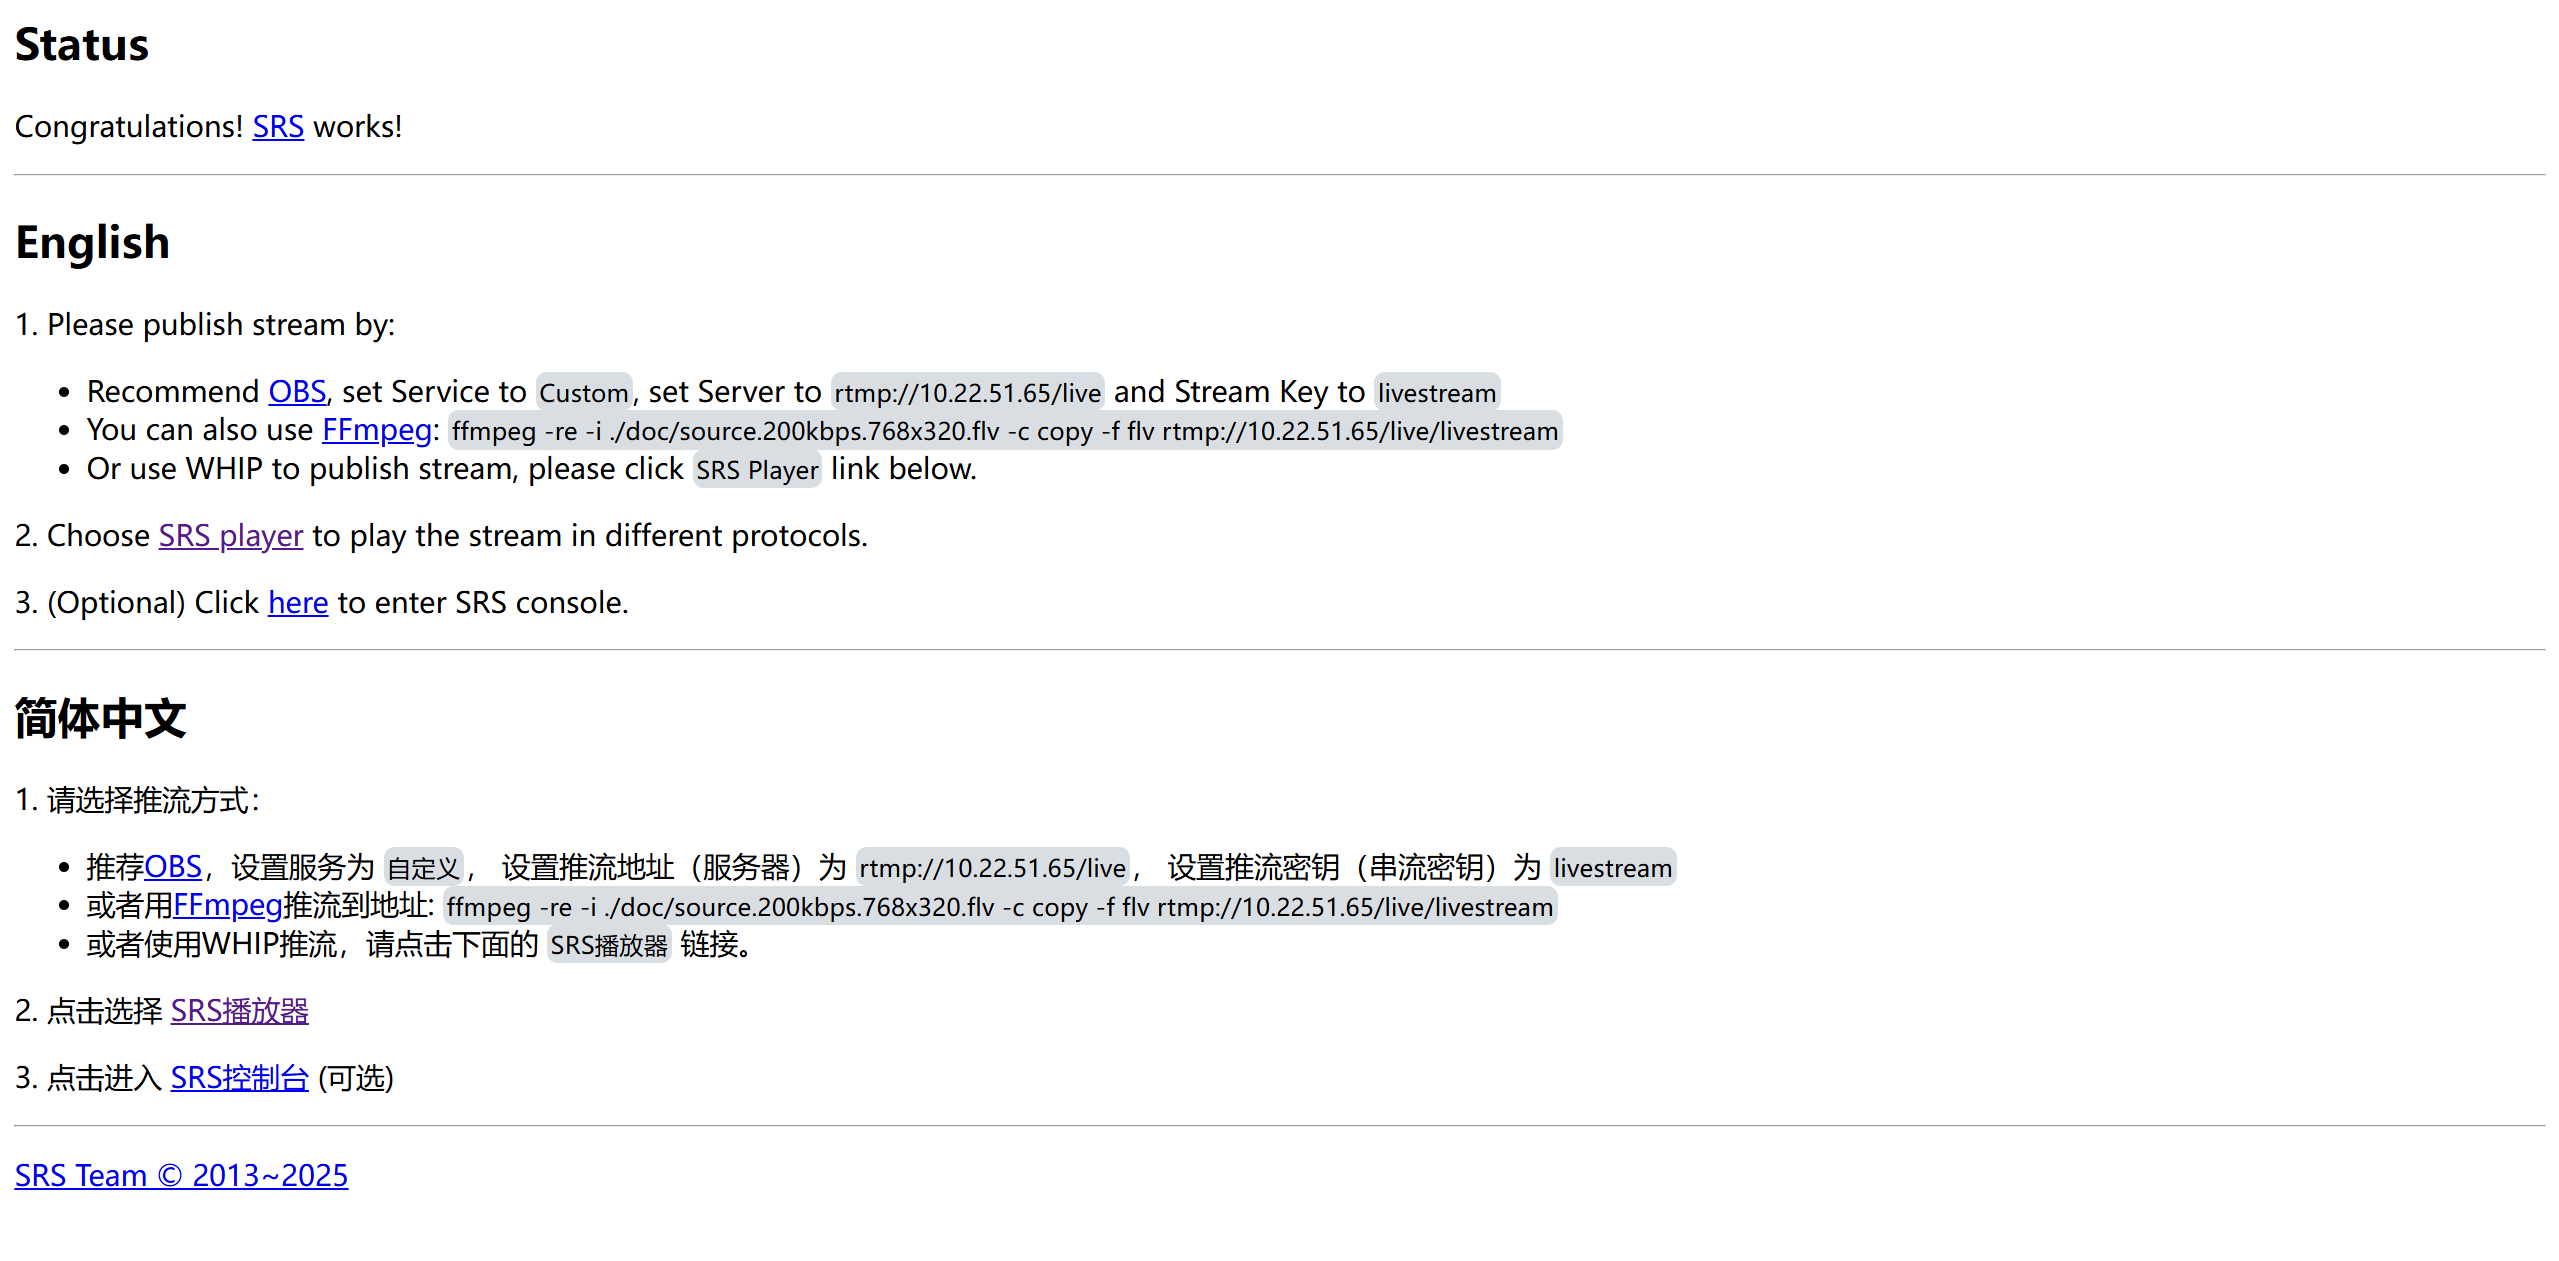 Status
Congratulations! SRS works!
English
1. Please publish stream by:
• Recommend OBS, set Service to Custom, set Server to rtmp://10.22.51.65/live and Stream Key to livestream
• You can also use FFmpeg: ffmpeg -re -i ./doc/source.200kbps.768x320.flv -c copy -f flv rtmp://10.22.51.65/live/livestream
• Or use WHIP to publish stream, please click SRS Player link below.
2. Choose SRS player to play the stream in different protocols.
3. (Optional) Click here to enter SRS console.
简体中文
1. 请选择推流方式：
• 推荐OBS，设置服务为 自定义， 设置推流地址（服务器）为 rtmp://10.22.51.65/live， 设置推流密钥（串流密钥）为 livestream
• 或者用FFmpeg推流到地址: ffmpeg -re -i ./doc/source.200kbps.768x320.flv -c copy -f flv rtmp://10.22.51.65/live/livestream
• 或者使用WHIP推流，请点击下面的 SRS播放器 链接。
2. 点击选择 SRS播放器
3. 点击进入 SRS控制台 (可选)
SRS Team © 2013~2025